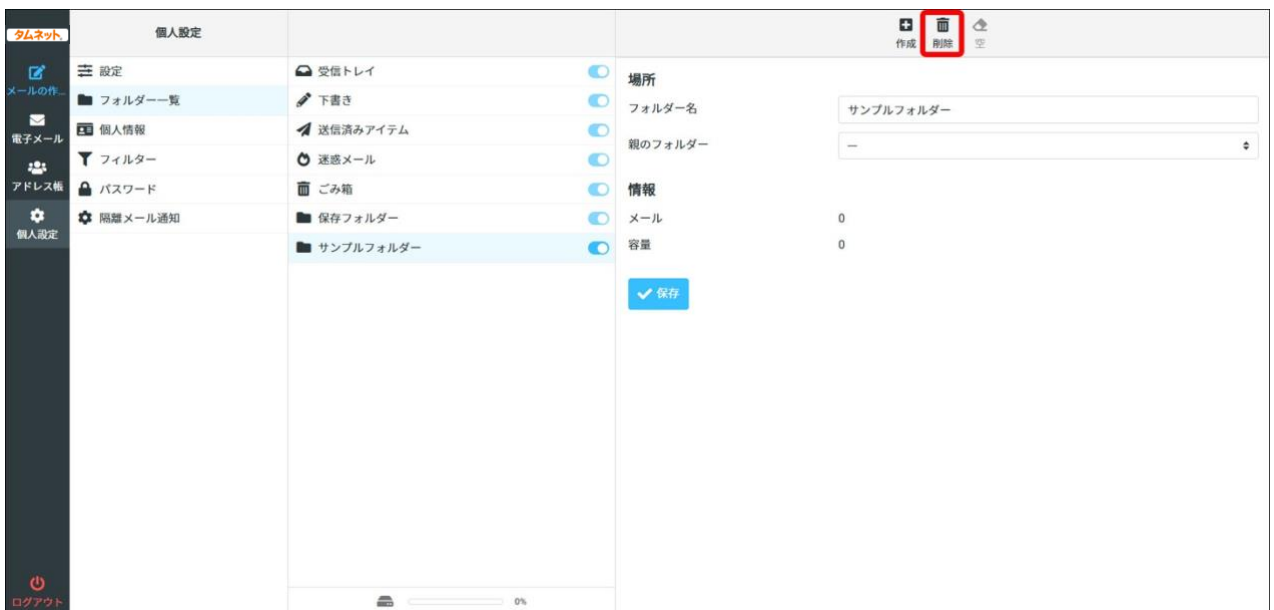 タムネット
メールの作...
電子メール
アドレス帳
個人設定
ログアウト
個人設定
設定
フォルダー一覧
個人情報
フィルター
パスワード
隔離メール通知
受信トレイ
下書き
送信済みアイテム
迷惑メール
ごみ箱
保存フォルダー
サンプルフォルダー
0%
作成 削除 空
場所
フォルダー名 サンプルフォルダー
親のフォルダー ---
情報
メール 0
容量 0
保存